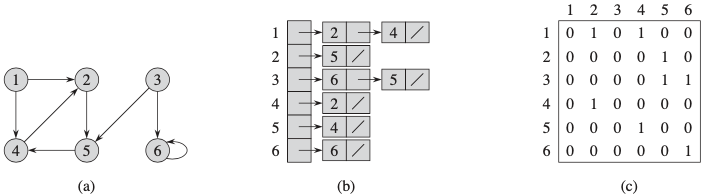 1 2 3
4 5 6
(a)
1 2 4
2 5
3 6 5
4 2
5 4
6 6
(b)
1 2 3 4 5 6
1 0 1 0 1 0 0
2 0 0 0 0 1 0
3 0 0 0 0 1 1
4 0 1 0 0 0 0
5 0 0 0 1 0 0
6 0 0 0 0 0 1
(c)